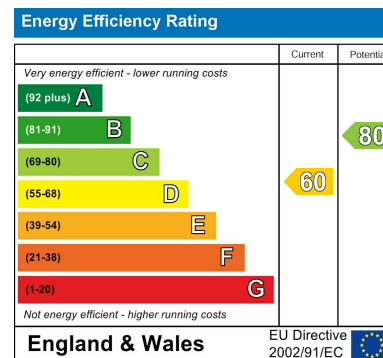 Energy Efficiency Rating
Current Potenti
Very energy efficient - lower running costs
(92 plus) A
(81-91) B
(69-80) C
(55-68) D
(39-54) E
(21-38) F
(1-20) G
80
60
Not energy efficient - higher running costs
England & Wales
EU Directive
2002/91/EC